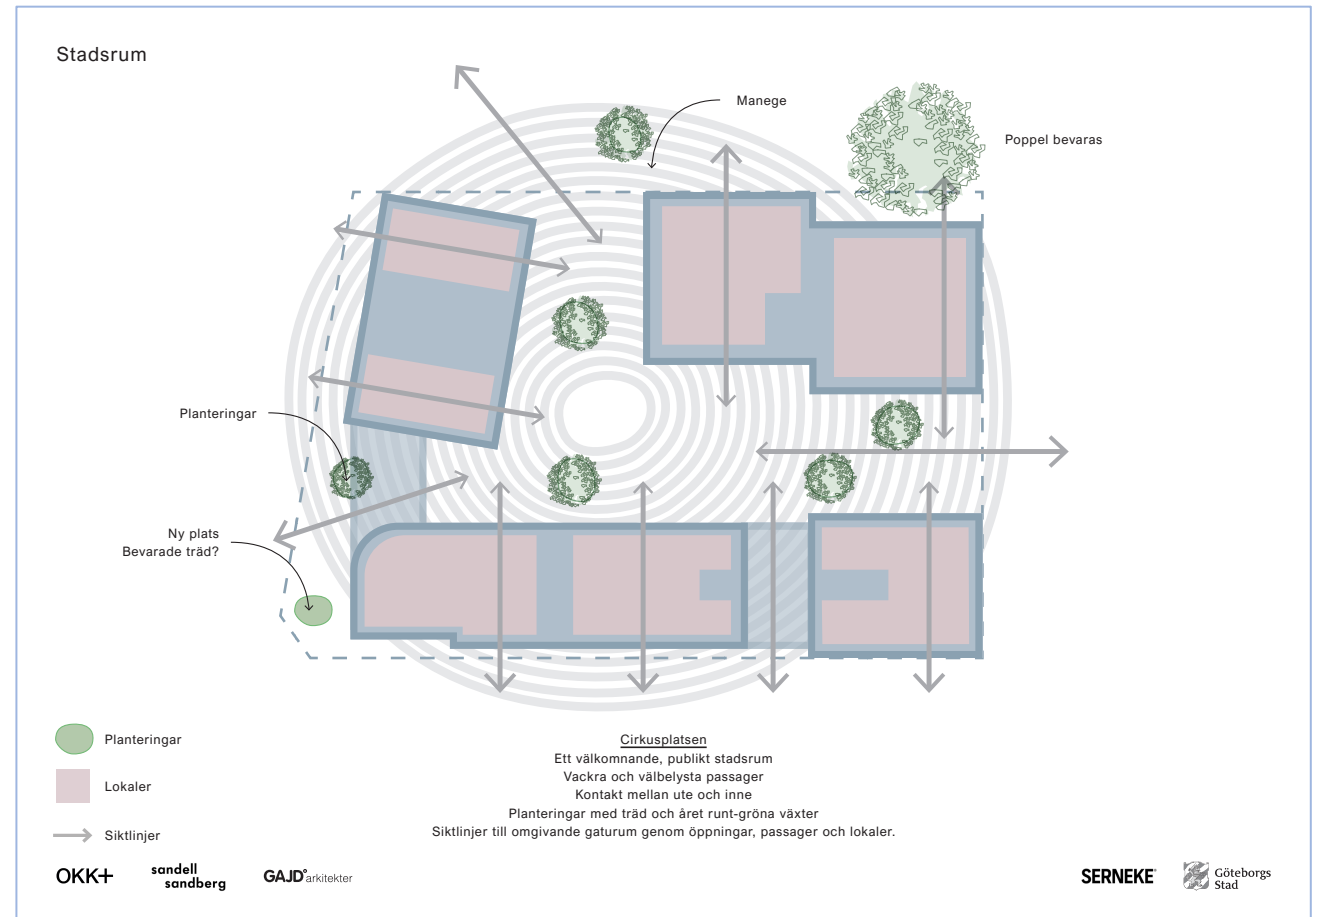 Stadsrum
Manege
Poppel bevaras
Planteringar
Ny plats
Bevarade träd?
Planteringar
Lokaler
Siktlinjer
Cirkusplatsen
Ett välkomnande, publikt stadsrum
Vackra och välbelysta passager
Kontakt mellan ute och inne
Planteringar med träd och året runt-gröna växter
Siktlinjer till omgivande gaturum genom öppningar, passager och lokaler.
OKK+
sandell
sandberg
GAJD arkitekter
SERNEKE
Göteborgs
Stad